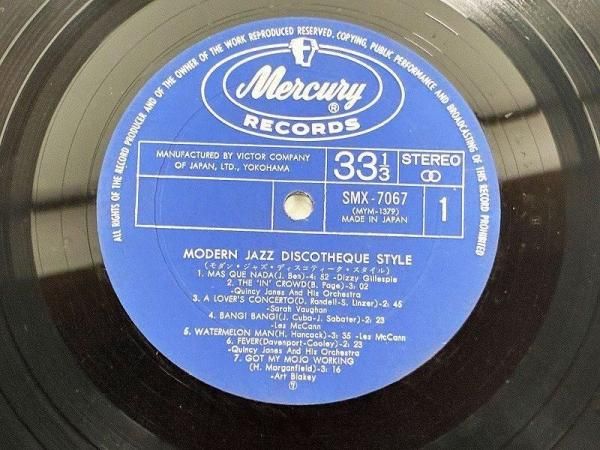 ALL RIGHTS OF THE RECORD PRODUCER AND OF THE OWNER OF THE WORK REPRODUCED RESERVED. COPYING, PUBLIC PERFORMANCE AND BROADCASTING OF THIS RECORD PROHIBITED
Mercury
®
RECORDS
MANUFACTURED BY VICTOR COMPANY
OF JAPAN, LTD., YOKOHAMA
33 1/3
STEREO
SMX-7067
(MYM-1379)
MADE IN JAPAN
1
MODERN JAZZ DISCOTHEQUE STYLE
(モダン・ジャズ・ディスコティーク・スタイル)
1. MAS QUE NADA(J. Ben)-4: 52 -Dizzy Gillespie
2. THE 'IN' CROWD(B. Page)-3: 02
-Quincy Jones And His Orchestra
3. A LOVER'S CONCERTO(D. Randell-S. Linzer)-2: 45
-Sarah Vaughan
4. BANG! BANG!(J. Cuba-J. Sabater)-2: 23
-Les McCann
5. WATERMELON MAN(H. Hancock)-3: 35 -Les McCann
6. FEVER(Davenport-Cooley)-2: 23
-Quincy Jones And His Orchestra
7. GOT MY MOJO WORKING
(H. Morganfield)-3: 16
-Art Blakey